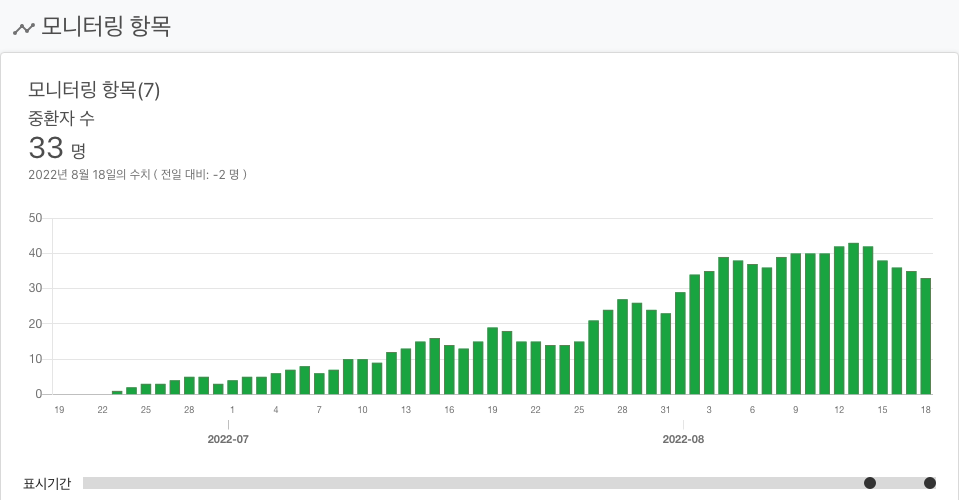 모니터링 항목
모니터링 항목(7)
중환자 수
33 명
2022년 8월 18일의 수치 ( 전일 대비: -2 명 )
50
40
30
20
10
0
19 22 25 28 1 4 7 10 13 16 19 22 25 28 31 3 6 9 12 15 18
2022-07 2022-08
표시기간